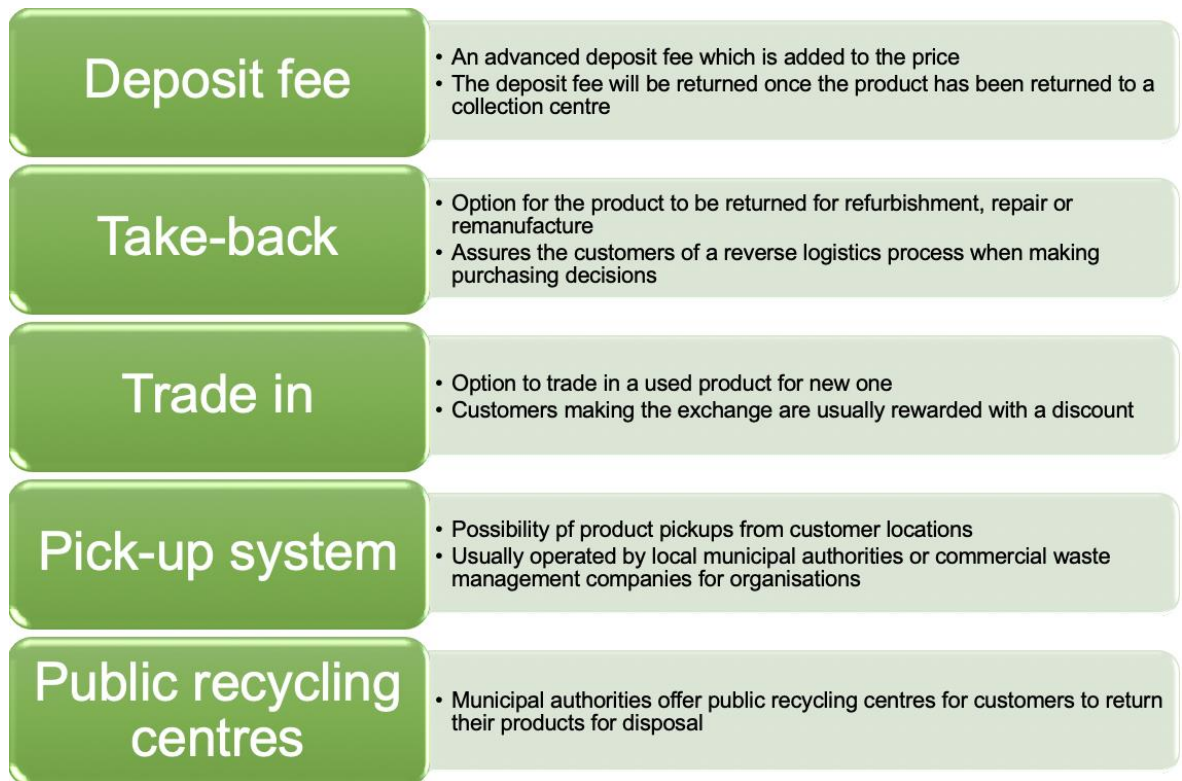 Deposit fee
• An advanced deposit fee which is added to the price
• The deposit fee will be returned once the product has been returned to a
collection centre
Take-back
• Option for the product to be returned for refurbishment, repair or
remanufacture
• Assures the customers of a reverse logistics process when making
purchasing decisions
Trade in
• Option to trade in a used product for new one
• Customers making the exchange are usually rewarded with a discount
Pick-up system
• Possibility pf product pickups from customer locations
• Usually operated by local municipal authorities or commercial waste
management companies for organisations
Public recycling
centres
• Municipal authorities offer public recycling centres for customers to return
their products for disposal